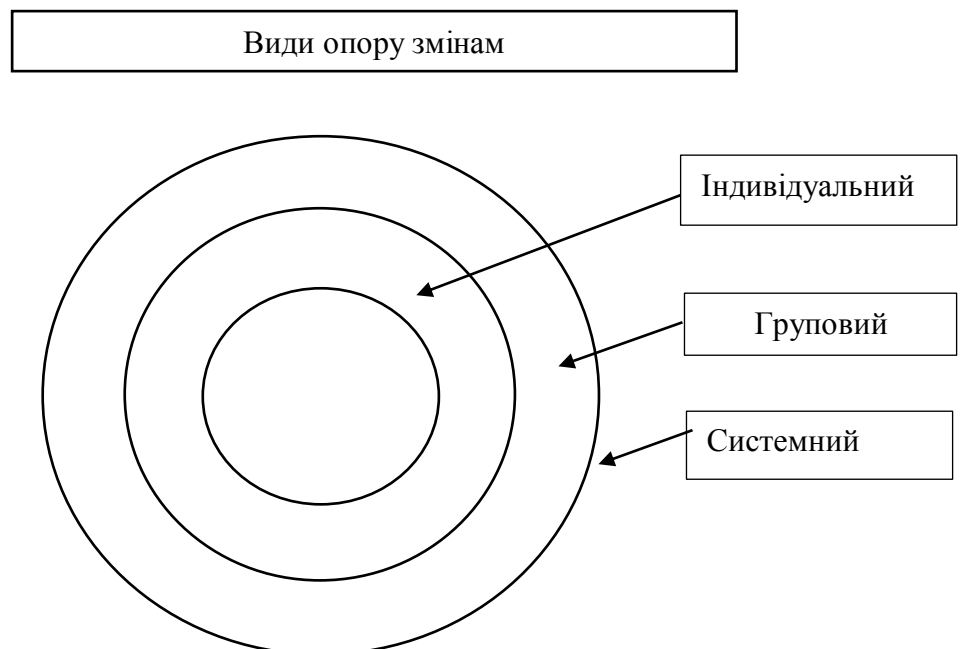 Види опору змінам
Індивідуальний
Груповий
Системний